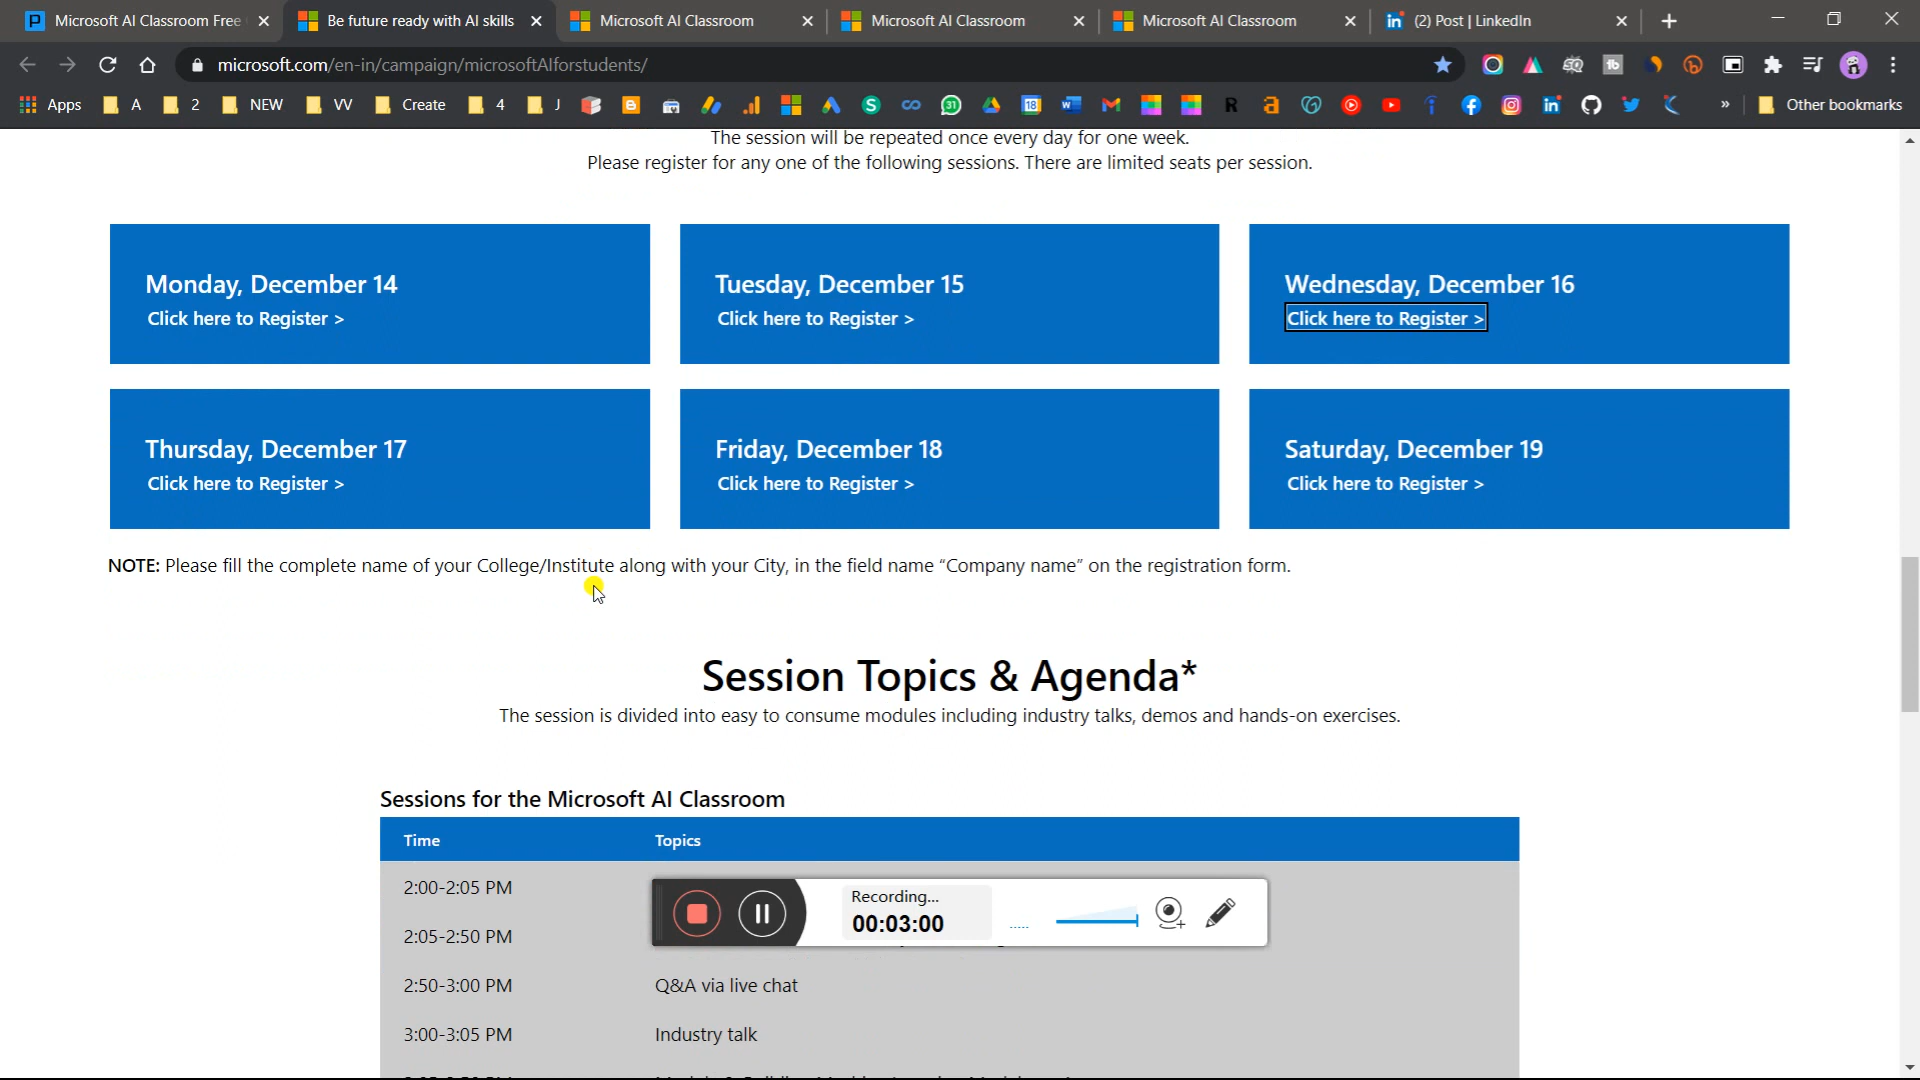 Microsoft AI Classroom Free
Be future ready with AI skills
Microsoft AI Classroom
Microsoft AI Classroom
Microsoft AI Classroom
(2) Post | LinkedIn
microsoft.com/en-in/campaign/microsoftAIforstudents/
Apps A 2 NEW VV Create 4 J » Other bookmarks
The session will be repeated once every day for one week.
Please register for any one of the following sessions. There are limited seats per session.
Monday, December 14
Click here to Register >
Tuesday, December 15
Click here to Register >
Wednesday, December 16
Click here to Register >
Thursday, December 17
Click here to Register >
Friday, December 18
Click here to Register >
Saturday, December 19
Click here to Register >
NOTE: Please fill the complete name of your College/Institute along with your City, in the field name “Company name” on the registration form.
Session Topics & Agenda*
The session is divided into easy to consume modules including industry talks, demos and hands-on exercises.
Sessions for the Microsoft AI Classroom
Time Topics
2:00-2:05 PM
Recording...
00:03:00
2:05-2:50 PM
2:50-3:00 PM Q&A via live chat
3:00-3:05 PM Industry talk